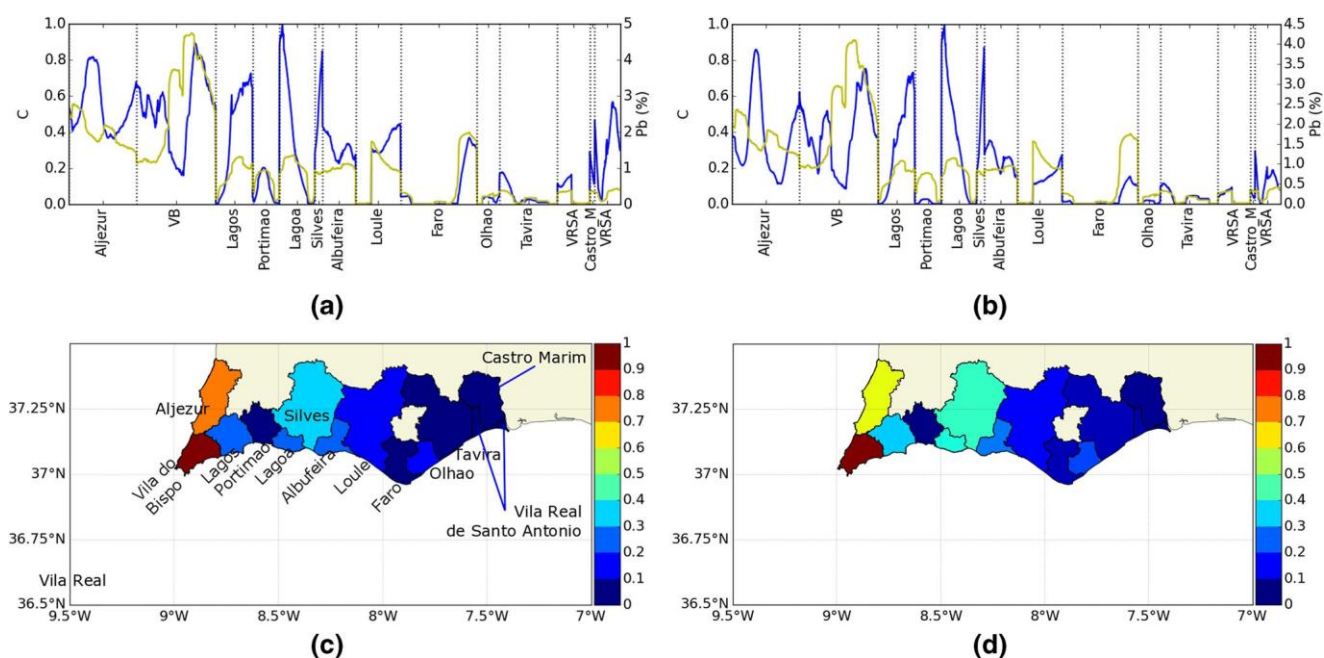 1.0
0.8
0.6
0.4
0.2
0.0
C
5
4
3
2
1
0
Pb (%)
Aljezur
VB
Lagos
Portimao
Lagoa
Silves
Albufeira
Loule
Faro
Olhao
Tavira
VRSA
Castro_M
VRSA
(a)
1.0
0.8
0.6
0.4
0.2
0.0
C
4.5
4.0
3.5
3.0
2.5
2.0
1.5
1.0
0.5
0.0
Pb (%)
Aljezur
VB
Lagos
Portimao
Lagoa
Silves
Albufeira
Loule
Faro
Olhao
Tavira
VRSA
Castro_M
VRSA
(b)
37.25°N
37°N
36.75°N
36.5°N
9.5°W
9°W
8.5°W
8°W
7.5°W
7°W
Castro Marim
Aljezur
Silves
Vila do
Bispo
Lagos
Portimao
Lagoa
Albufeira
Loule
Faro
Olhao
Tavira
Vila Real
de Santo Antonio
Vila Real
1
0.9
0.8
0.7
0.6
0.5
0.4
0.3
0.2
0.1
0
(c)
37.25°N
37°N
36.75°N
36.5°N
9.5°W
9°W
8.5°W
8°W
7.5°W
7°W
1
0.9
0.8
0.7
0.6
0.5
0.4
0.3
0.2
0.1
0
(d)